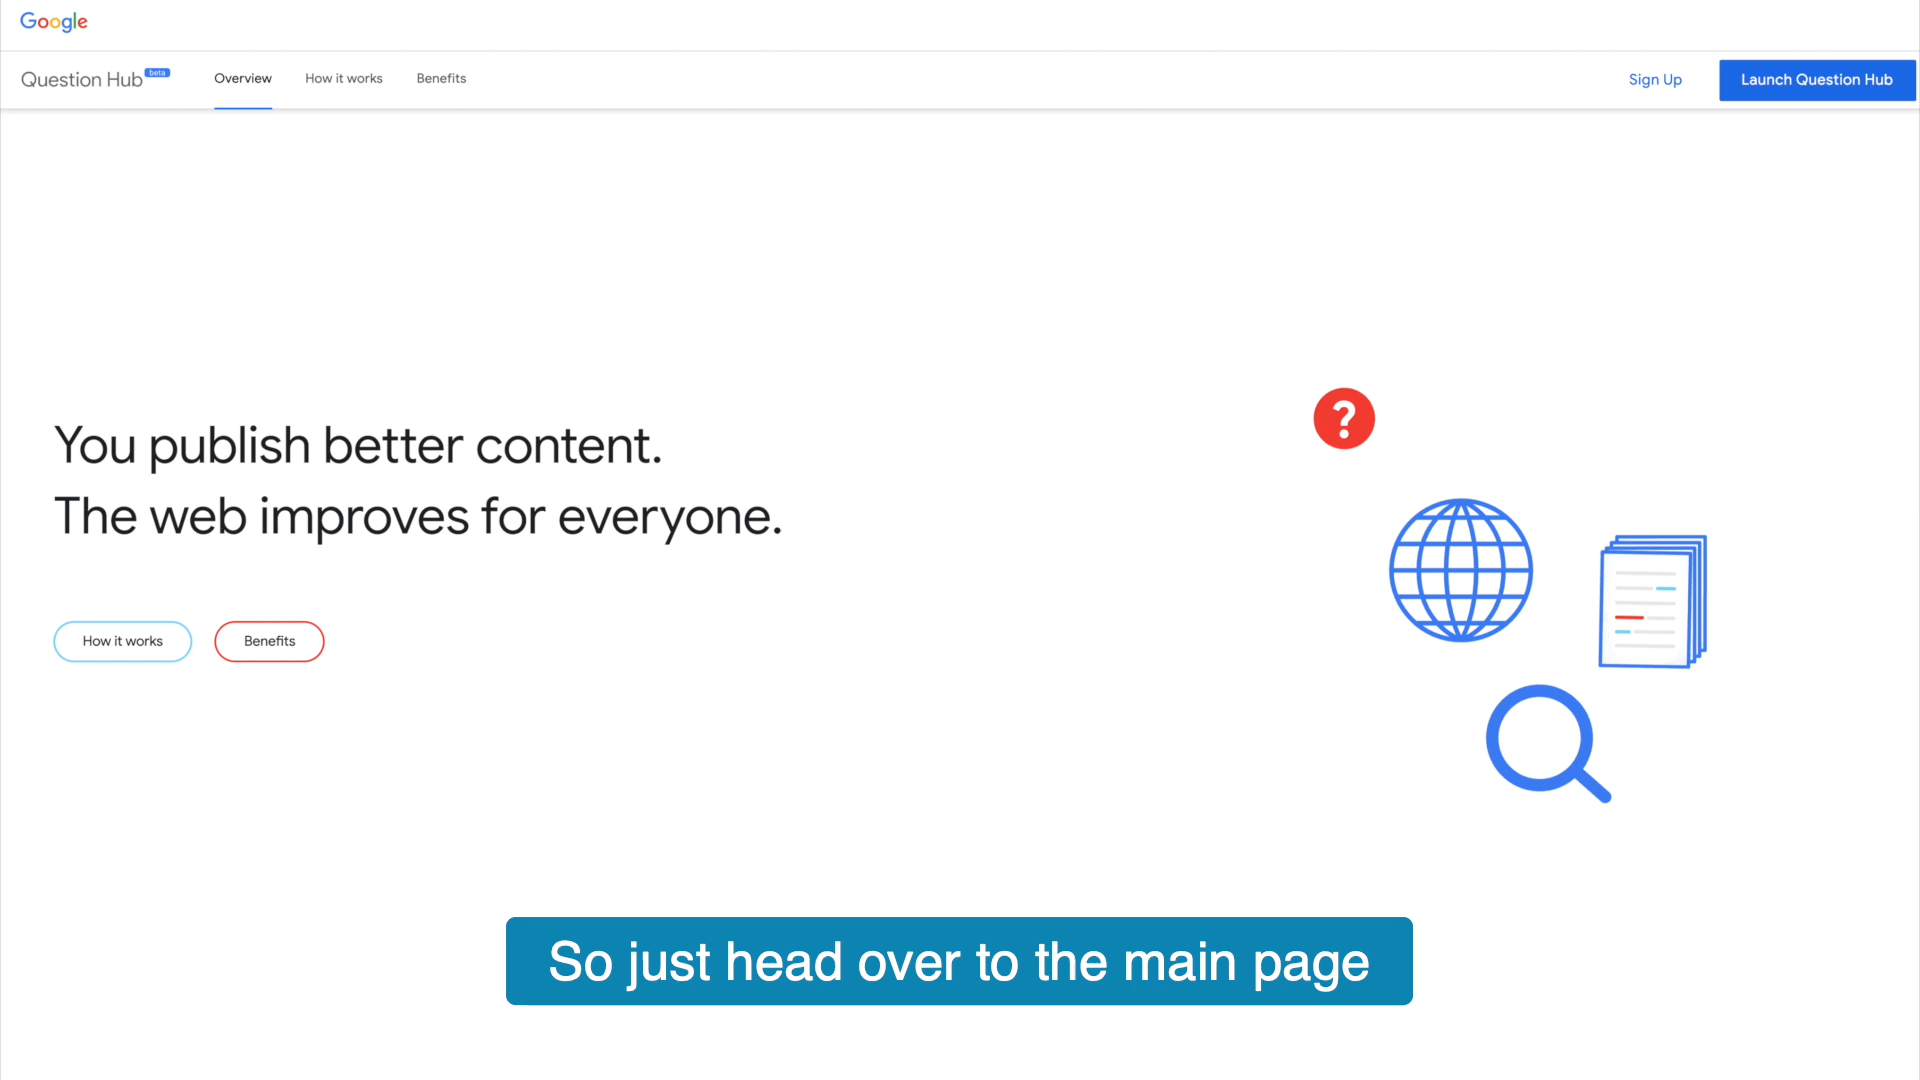 Google
Question Hub beta
Overview
How it works
Benefits
Sign Up
Launch Question Hub
You publish better content.
The web improves for everyone.
How it works
Benefits
?
So just head over to the main page